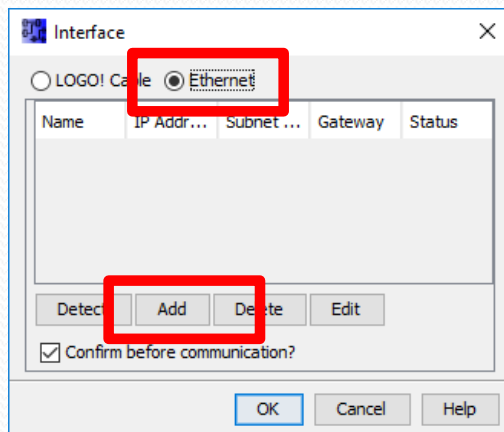 Interface
LOGO! Cable Ethernet
Name IP Addr... Subnet ... Gateway Status
Detect Add Delete Edit
Confirm before communication?
OK Cancel Help